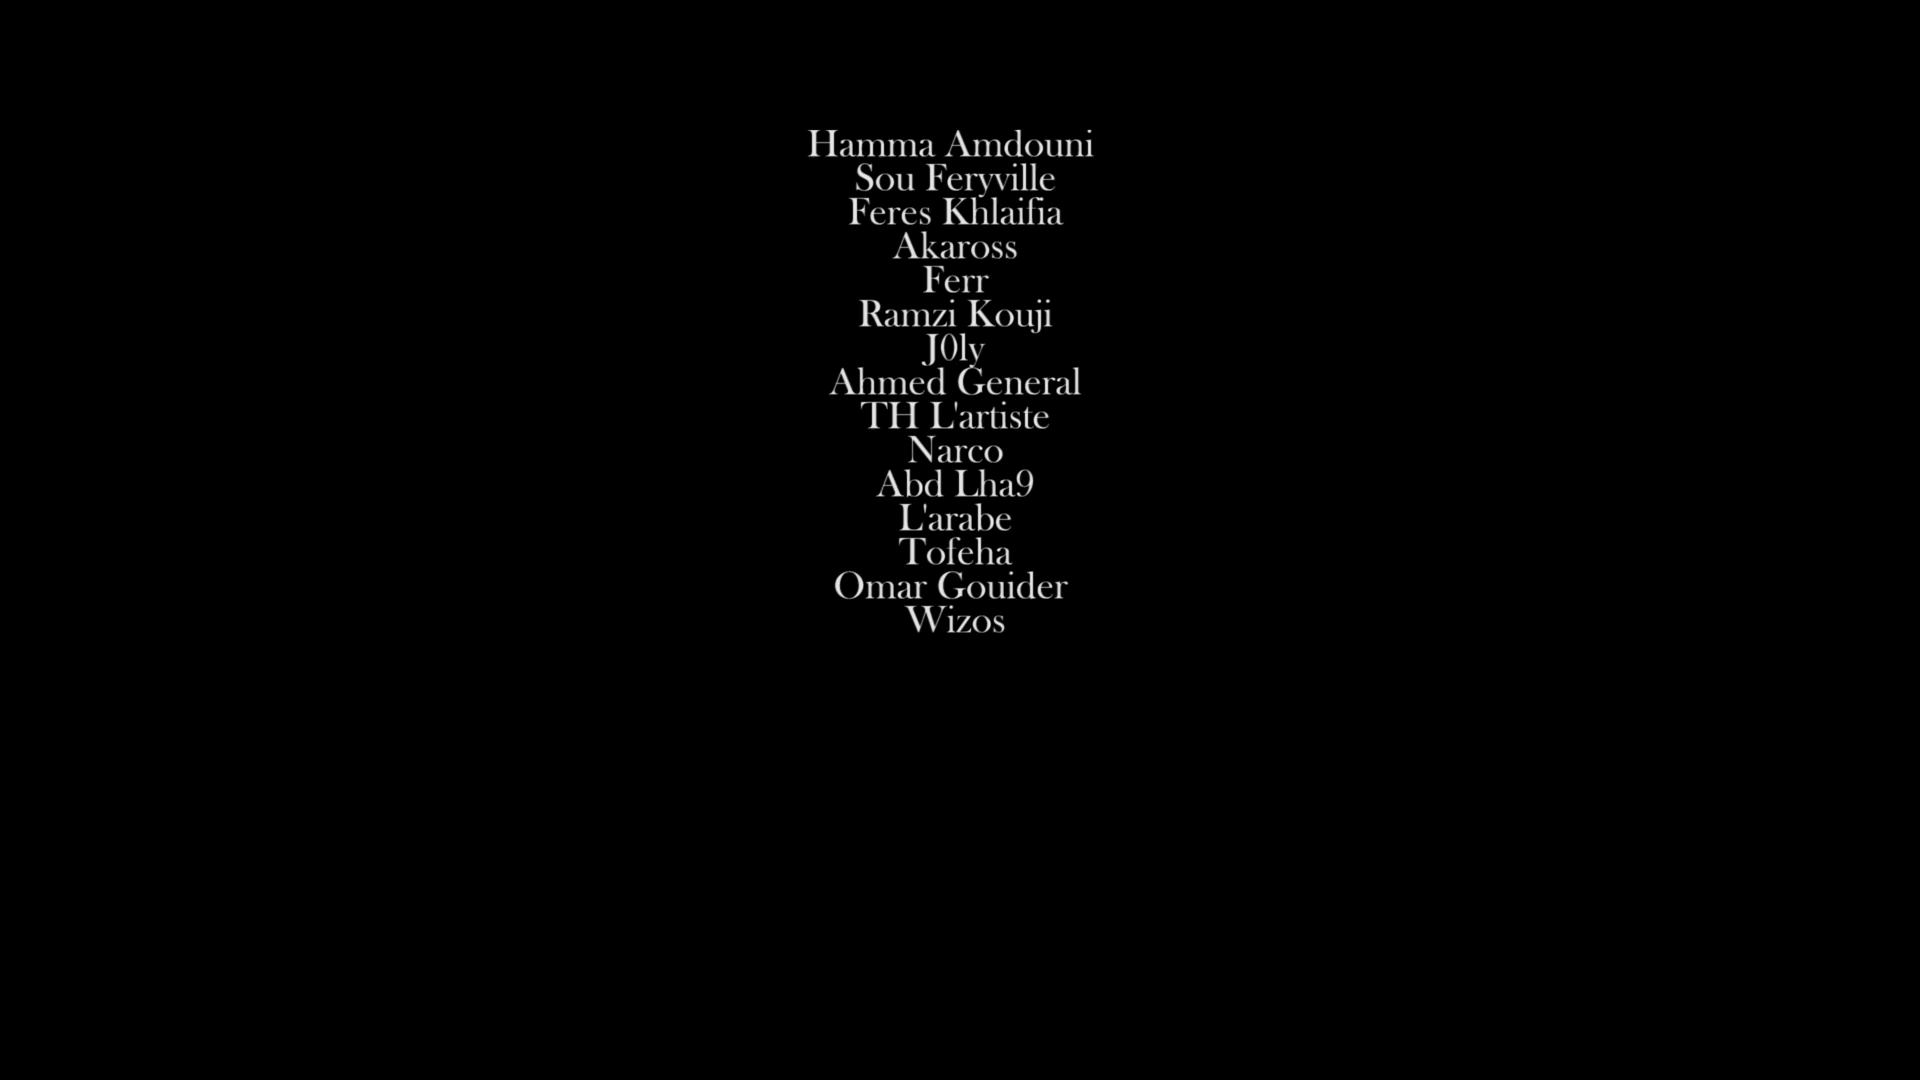 Hamma Amdouni
Sou Feryville
Feres Khlaifia
Akaross
Ferr
Ramzi Kouji
J0ly
Ahmed General
TH L'artiste
Narco
Abd Lha9
L'arabe
Tofeha
Omar Gouider
Wizos